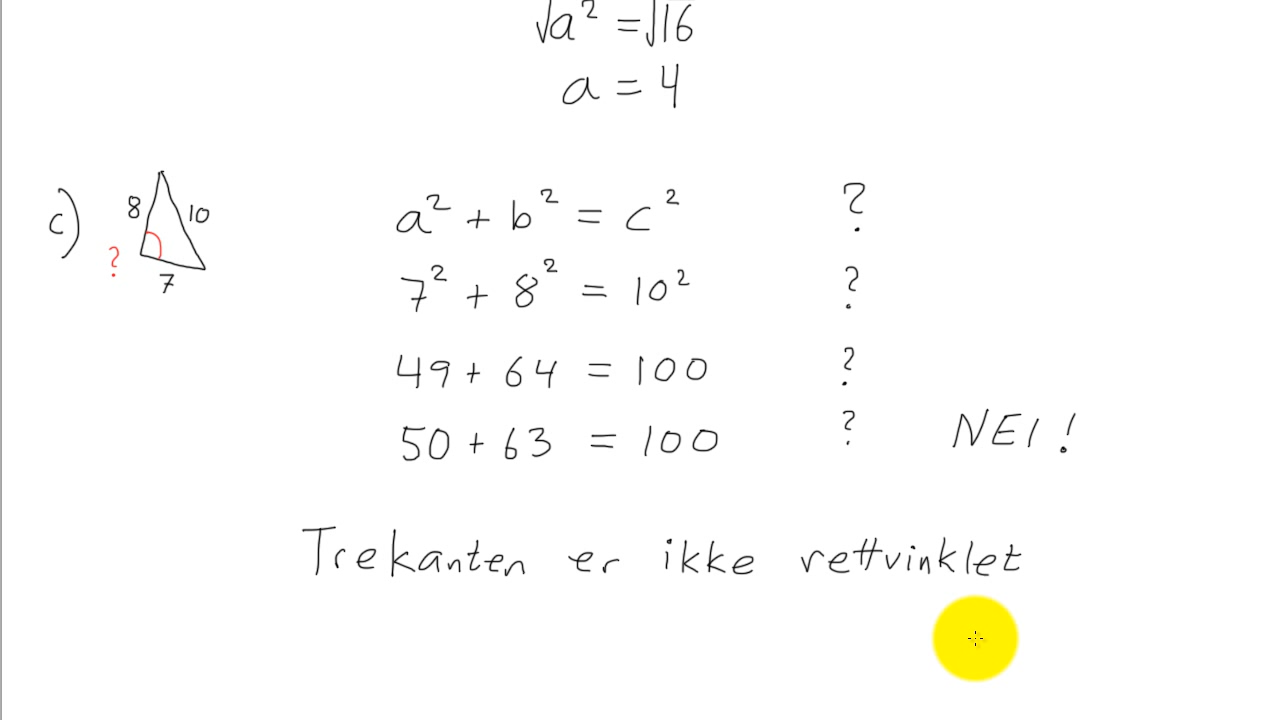 √a² = √16
a = 4
c)
8
10
?
7
a² + b² = c² ?
7² + 8² = 10² ?
49 + 64 = 100 ?
50 + 63 = 100 ? NEI!
Trekanten er ikke rettvinklet